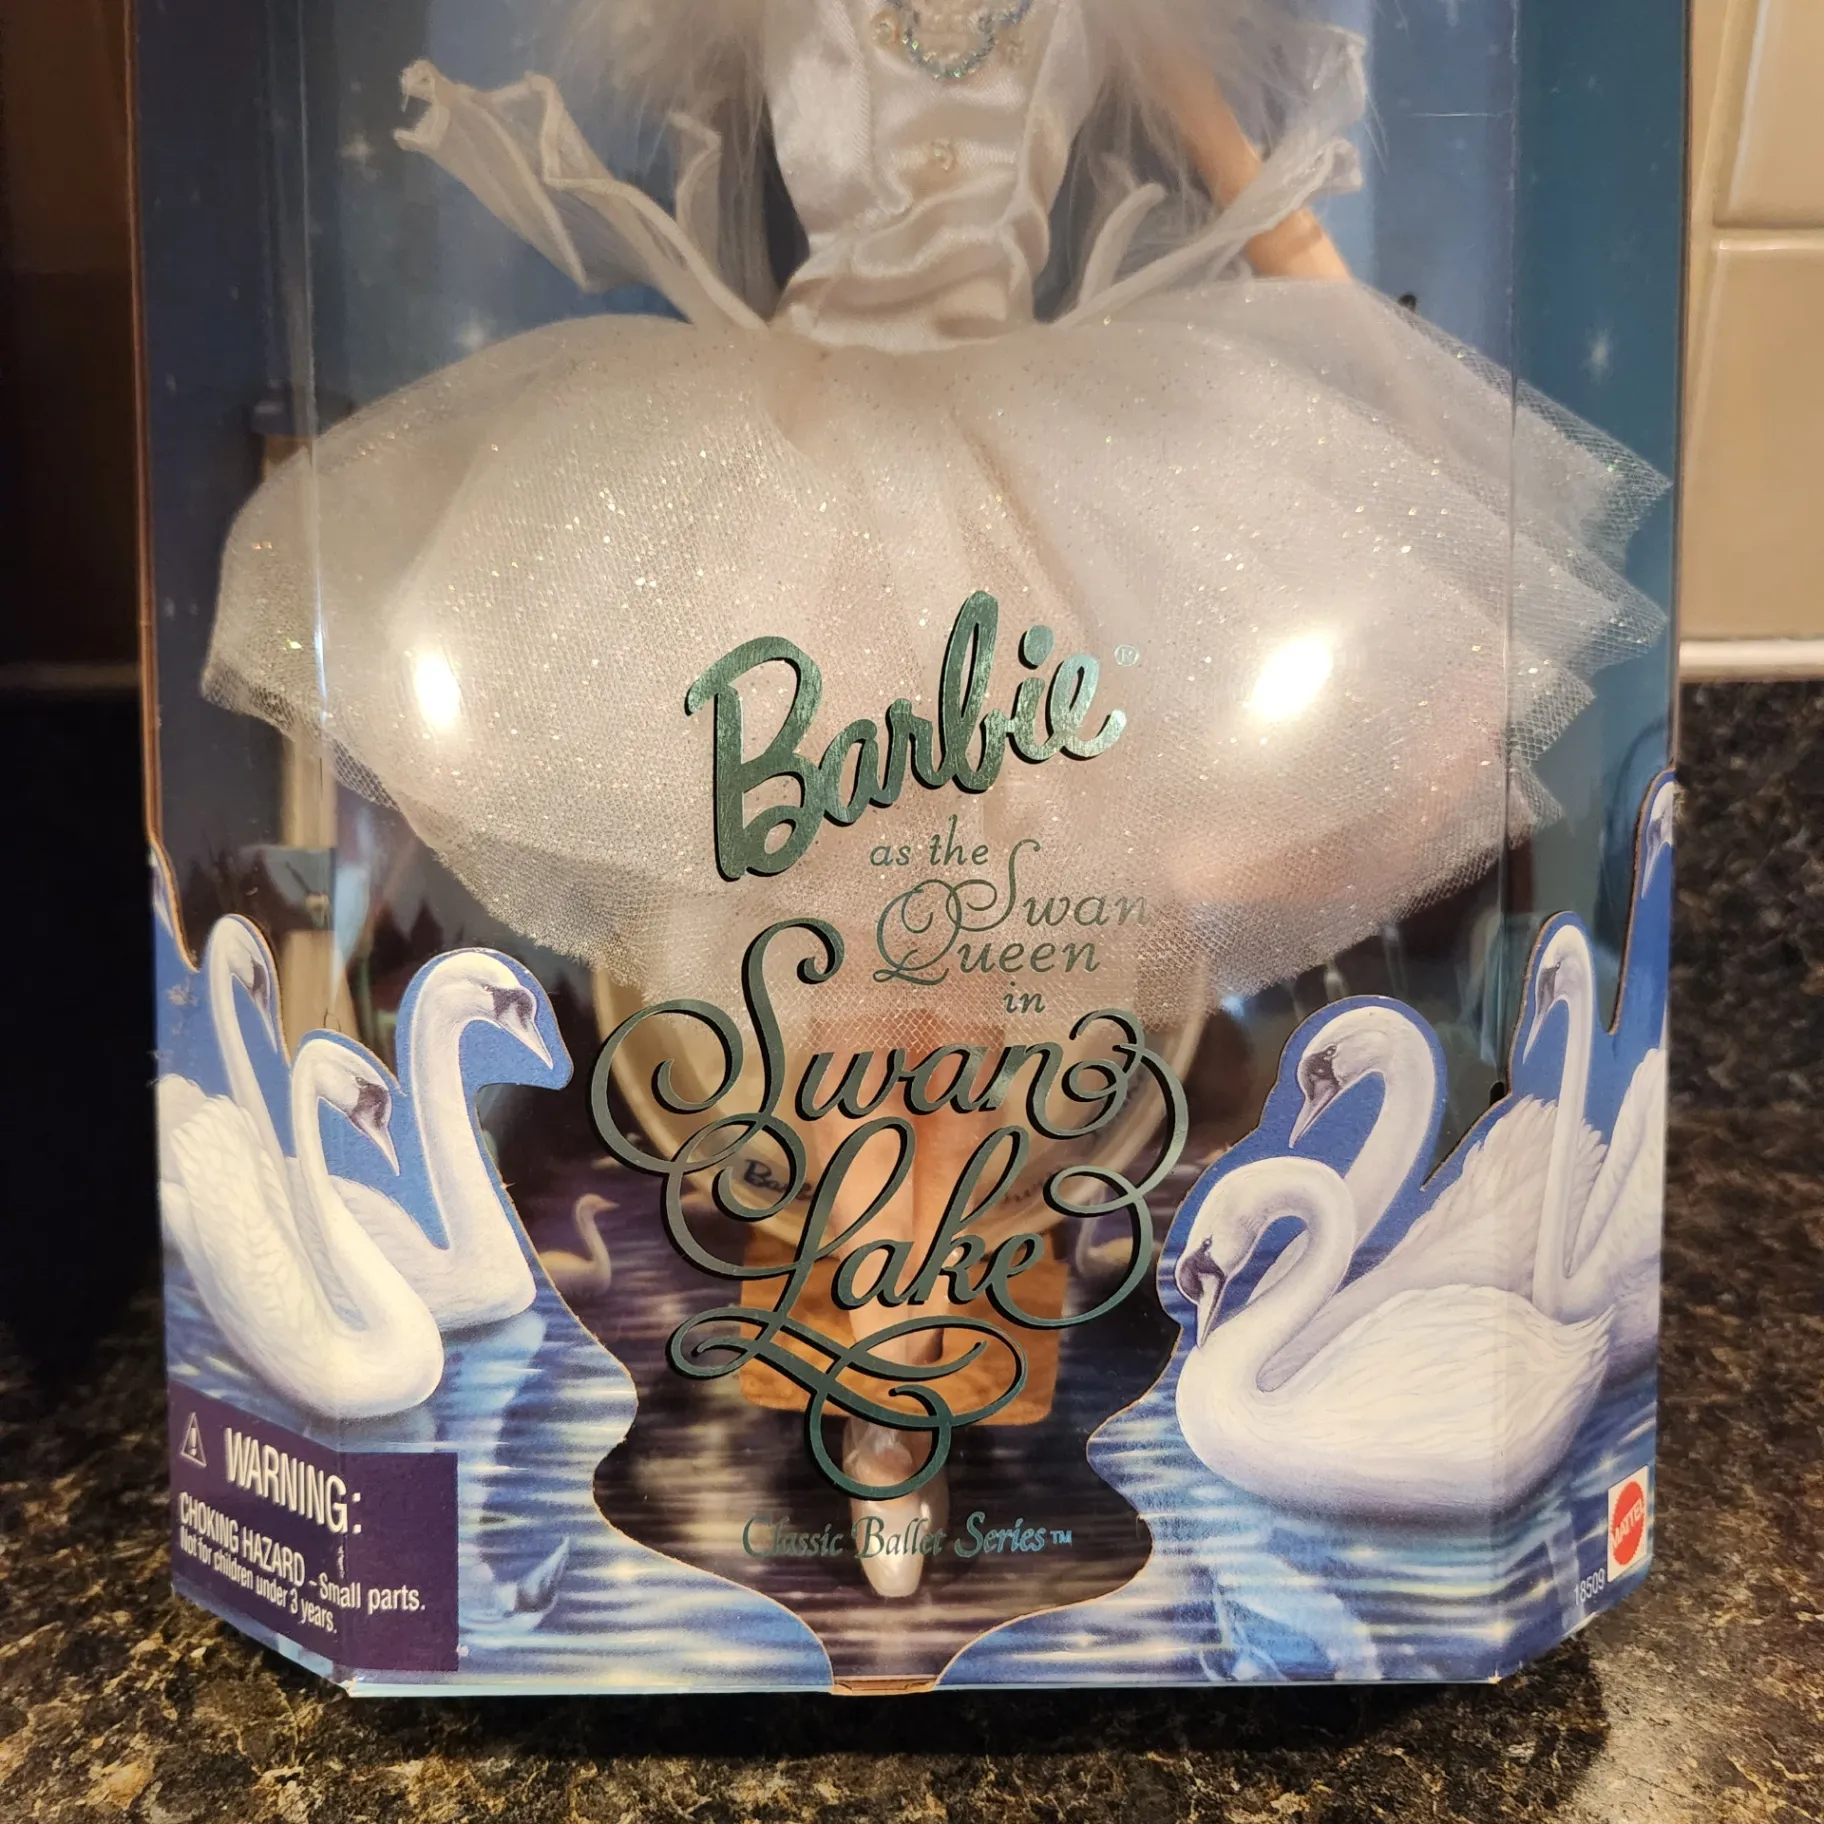 Barbie®
as the
Swan
Queen
in
Swan
Lake
Classic Ballet Series™
WARNING:
CHOKING HAZARD - Small parts.
Not for children under 3 years.
MATTEL
18509
Barbie